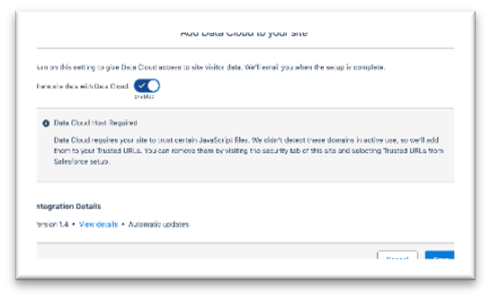 Add Data Cloud to your site
urn on this setting to give Data Cloud access to site visitor data. We'll email you when the setup is complete.
hare site data with Data Cloud.
Enabled
Data Cloud Host Required
Data Cloud requires your site to trust certain JavaScript files. We didn't detect these domains in active use, so we'll add
them to your Trusted URLs. You can remove them by visiting the security tab of this site and selecting Trusted URLs from
Salesforce setup.
ntegration Details
ersion 1.4 • View details • Automatic updates
Cancel
Save